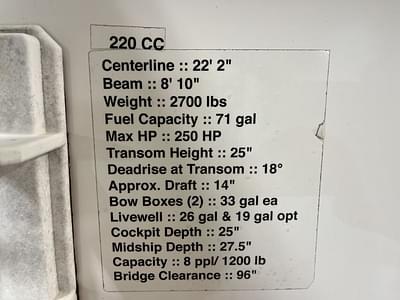 220 CC
Centerline :: 22' 2"
Beam :: 8' 10"
Weight :: 2700 lbs
Fuel Capacity :: 71 gal
Max HP :: 250 HP
Transom Height :: 25"
Deadrise at Transom :: 18°
Approx. Draft :: 14"
Bow Boxes (2) :: 33 gal ea
Livewell :: 26 gal & 19 gal opt
Cockpit Depth :: 25"
Midship Depth :: 27.5"
Capacity :: 8 ppl/ 1200 lb
Bridge Clearance :: 96"